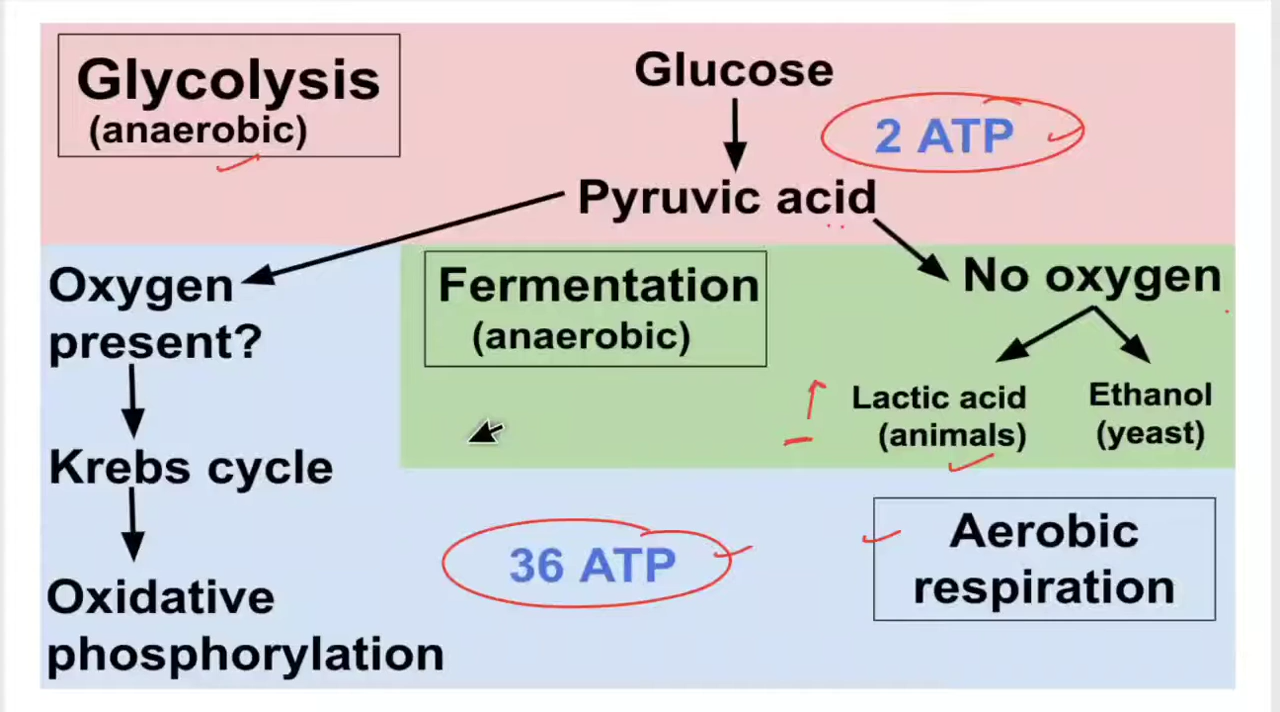 Glycolysis
(anaerobic)
Glucose
2 ATP
Pyruvic acid
Oxygen
present?
Fermentation
(anaerobic)
No oxygen
Lactic acid
(animals)
Ethanol
(yeast)
Krebs cycle
36 ATP
Aerobic
respiration
Oxidative
phosphorylation